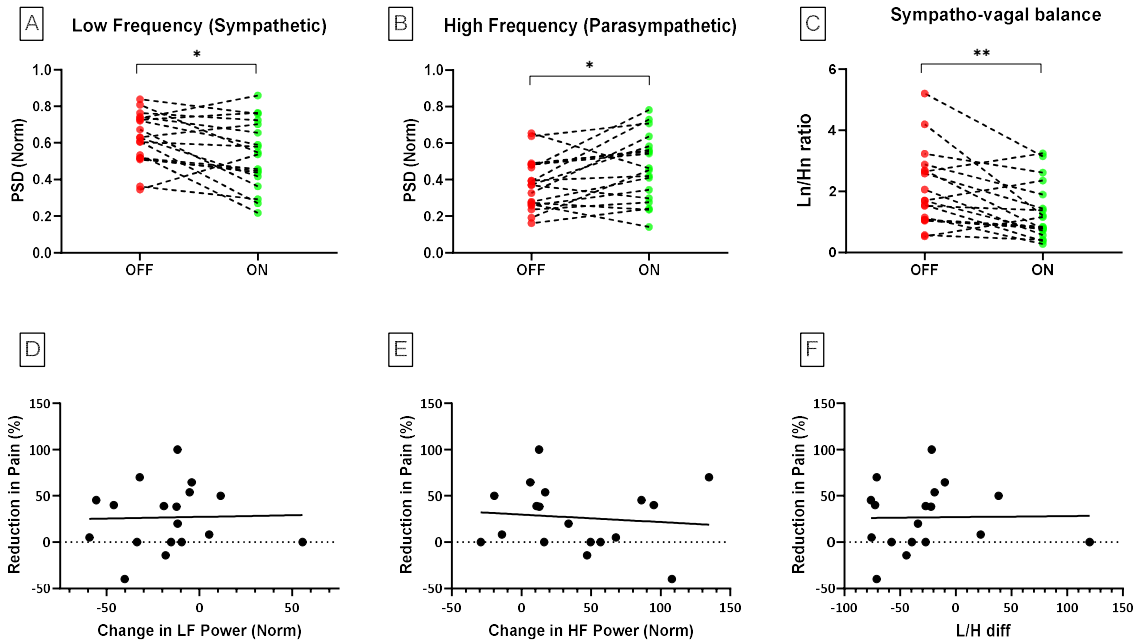 A
Low Frequency (Sympathetic)
*
PSD (Norm)
1.0
0.8
0.6
0.4
0.2
0.0
OFF
ON
B
High Frequency (Parasympathetic)
*
PSD (Norm)
1.0
0.8
0.6
0.4
0.2
0.0
OFF
ON
C
Sympatho-vagal balance
**
Ln/Hn ratio
6
4
2
0
OFF
ON
D
Reduction in Pain (%)
150
100
50
0
-50
-50
0
50
Change in LF Power (Norm)
E
Reduction in Pain (%)
150
100
50
0
-50
-50
0
50
100
150
Change in HF Power (Norm)
F
Reduction in Pain (%)
150
100
50
0
-50
-100
-50
0
50
100
150
L/H diff